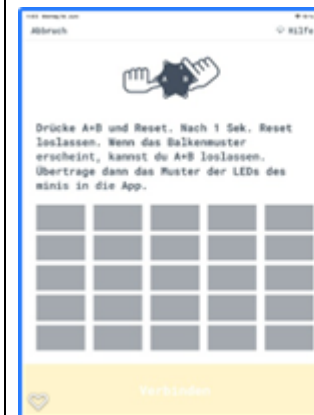 Abbruch
Hilfe
Drücke A+B und Reset. Nach 1 Sek. Reset
loslassen. Wenn das Balkenmuster
erscheint, kannst du A+B loslassen.
Übertrage dann das Muster der LEDs des
minis in die App.
Verbinden